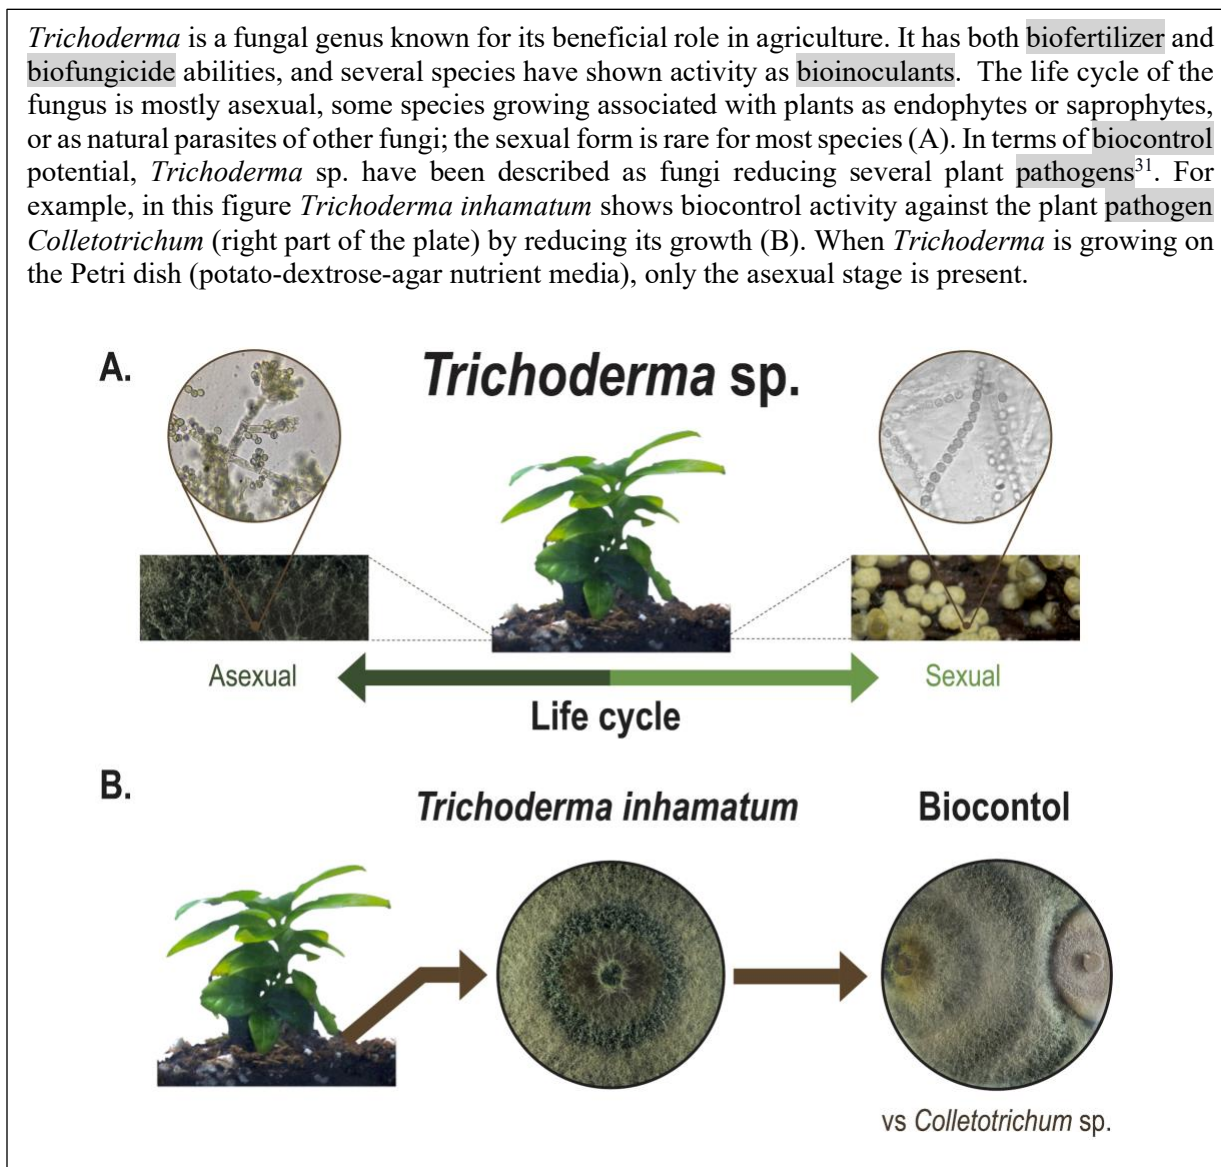 Trichoderma is a fungal genus known for its beneficial role in agriculture. It has both biofertilizer and
biofungicide abilities, and several species have shown activity as bioinoculants. The life cycle of the
fungus is mostly asexual, some species growing associated with plants as endophytes or saprophytes,
or as natural parasites of other fungi; the sexual form is rare for most species (A). In terms of biocontrol
potential, Trichoderma sp. have been described as fungi reducing several plant pathogens31. For
example, in this figure Trichoderma inhamatum shows biocontrol activity against the plant pathogen
Colletotrichum (right part of the plate) by reducing its growth (B). When Trichoderma is growing on
the Petri dish (potato-dextrose-agar nutrient media), only the asexual stage is present.
A.
Trichoderma sp.
Asexual
Sexual
Life cycle
B.
Trichoderma inhamatum
Biocontol
vs Colletotrichum sp.